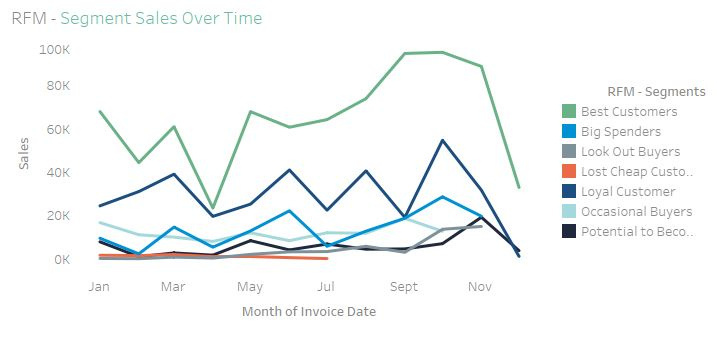 RFM - Segment Sales Over Time
100K
80K
60K
40K
20K
0K
Sales
Jan
Mar
May
Jul
Sept
Nov
Month of Invoice Date
RFM - Segments
Best Customers
Big Spenders
Look Out Buyers
Lost Cheap Custo..
Loyal Customer
Occasional Buyers
Potential to Beco..